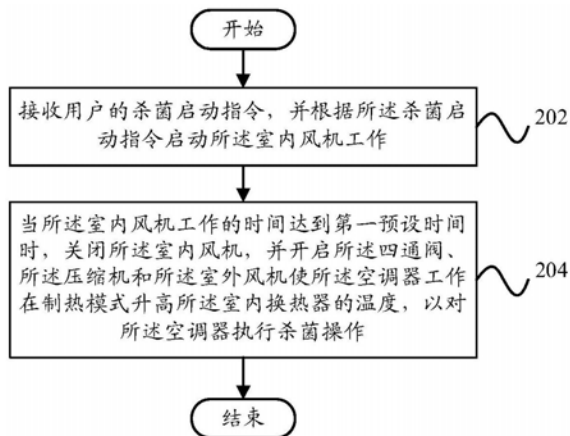 开始
接收用户的杀菌启动指令，并根据所述杀菌启
动指令启动所述室内风机工作
202
当所述室内风机工作的时间达到第一预设时间
时，关闭所述室内风机，并开启所述四通阀、
所述压缩机和所述室外风机使所述空调器工作
在制热模式升高所述室内换热器的温度，以对
所述空调器执行杀菌操作
204
结束